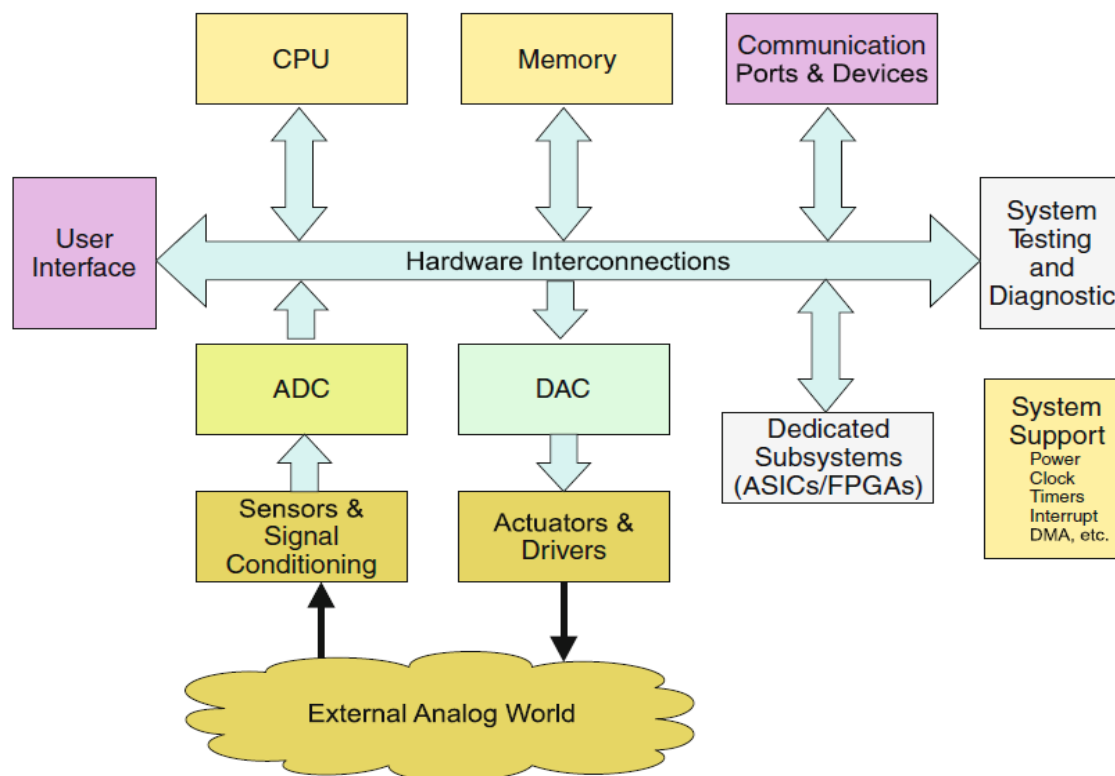 CPU
Memory
Communication
Ports & Devices
User
Interface
Hardware Interconnections
System
Testing
and
Diagnostic
ADC
DAC
Dedicated
Subsystems
(ASICs/FPGAs)
System
Support
Power
Clock
Timers
Interrupt
DMA, etc.
Sensors &
Signal
Conditioning
Actuators &
Drivers
External Analog World